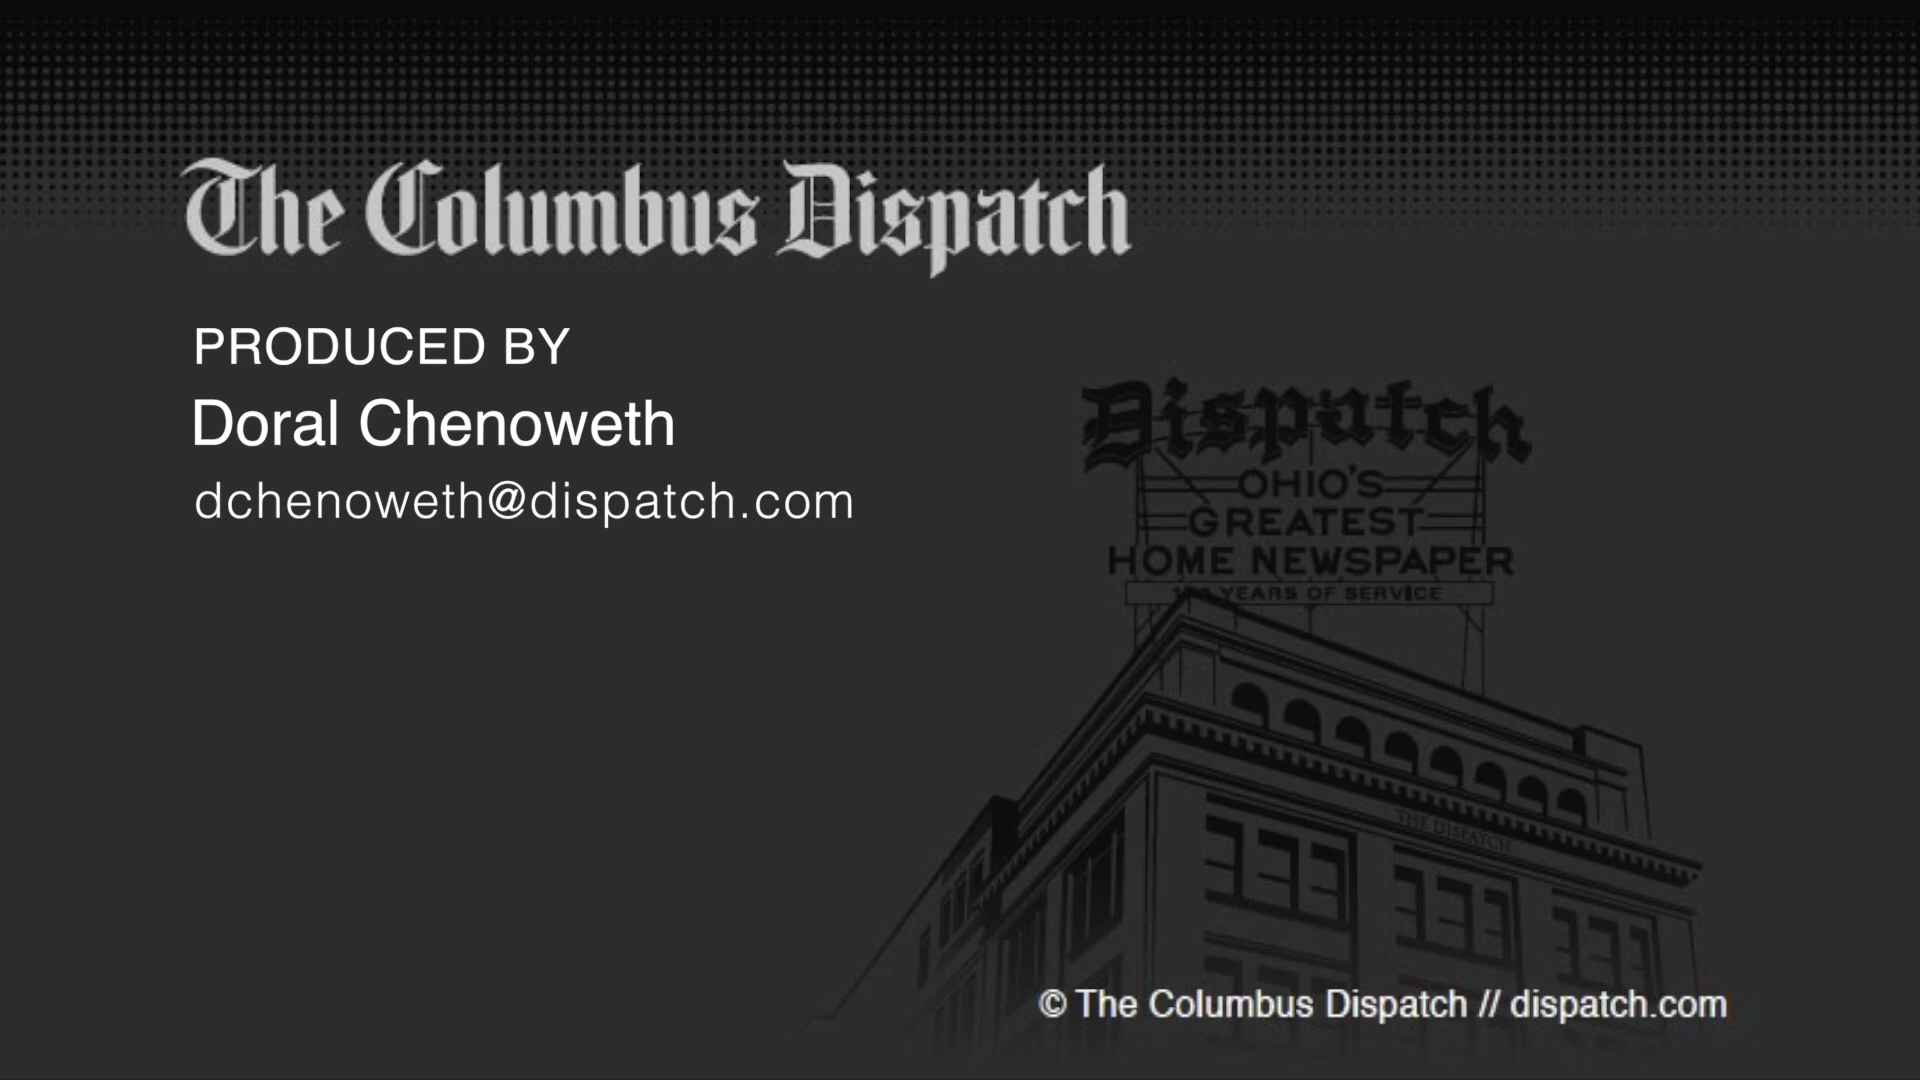 The Columbus Dispatch
PRODUCED BY
Doral Chenoweth
dchenoweth@dispatch.com
Dispatch
OHIO'S
GREATEST
HOME NEWSPAPER
YEARS OF SERVICE
THE DISPATCH
© The Columbus Dispatch // dispatch.com